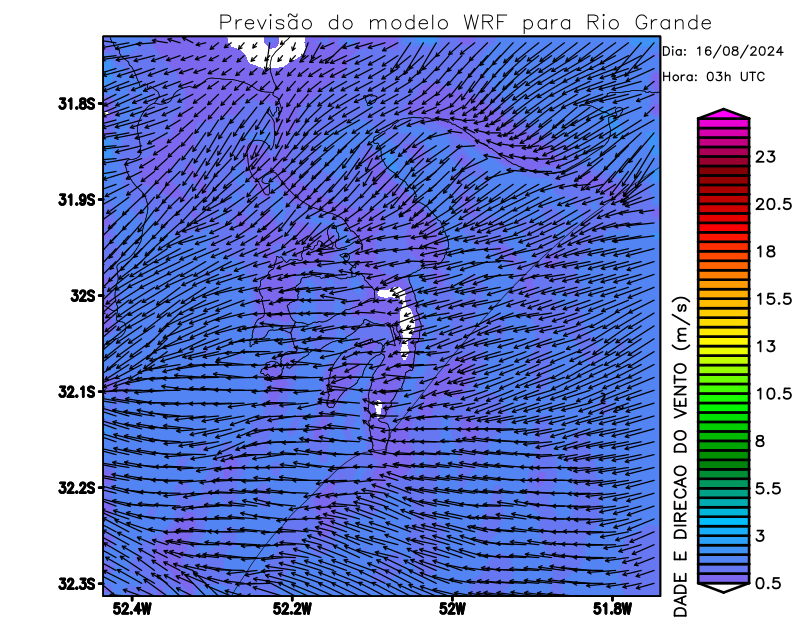 Previsão do modelo WRF para Rio Grande
Dia: 16/08/2024
Hora: 03h UTC
31.8S
31.9S
32S
32.1S
32.2S
32.3S
52.4W
52.2W
52W
51.8W
23
20.5
18
15.5
13
10.5
8
5.5
3
0.5
DADE E DIRECAO DO VENTO (m/s)